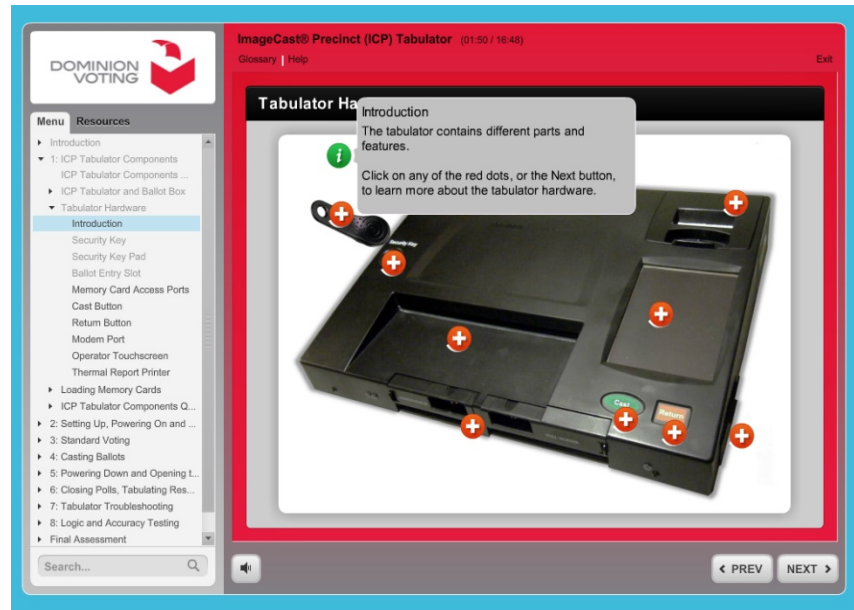 ImageCast® Precinct (ICP) Tabulator (01:50 / 16:48)
Glossary | Help
Exit
DOMINION
VOTING
Menu
Resources
Introduction
1: ICP Tabulator Components
ICP Tabulator Components ...
ICP Tabulator and Ballot Box
Tabulator Hardware
Introduction
Security Key
Security Key Pad
Ballot Entry Slot
Memory Card Access Ports
Cast Button
Return Button
Modem Port
Operator Touchscreen
Thermal Report Printer
Loading Memory Cards
ICP Tabulator Components Q...
2: Setting Up, Powering On and ...
3: Standard Voting
4: Casting Ballots
5: Powering Down and Opening t...
6: Closing Polls, Tabulating Res...
7: Tabulator Troubleshooting
8: Logic and Accuracy Testing
Final Assessment
Search...
Tabulator Ha
Introduction
The tabulator contains different parts and
features.
Click on any of the red dots, or the Next button,
to learn more about the tabulator hardware.
i
Security Key
Cast
Return
PREV
NEXT